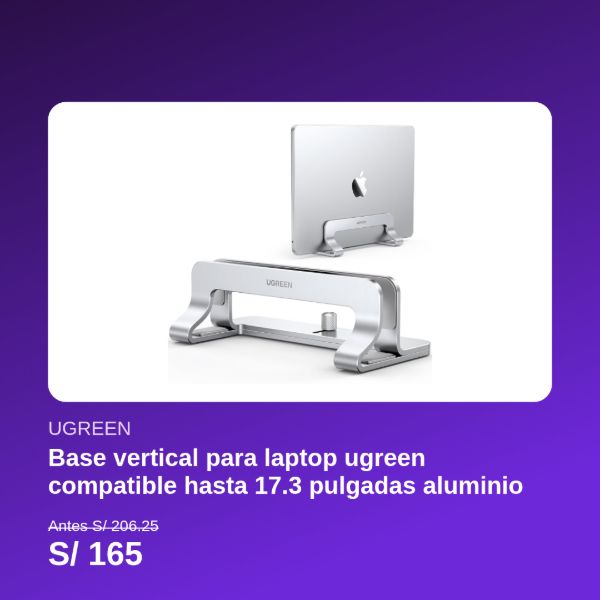 UGREEN
UGREEN
Base vertical para laptop ugreen
compatible hasta 17.3 pulgadas aluminio
Antes S/ 206.25
S/ 165